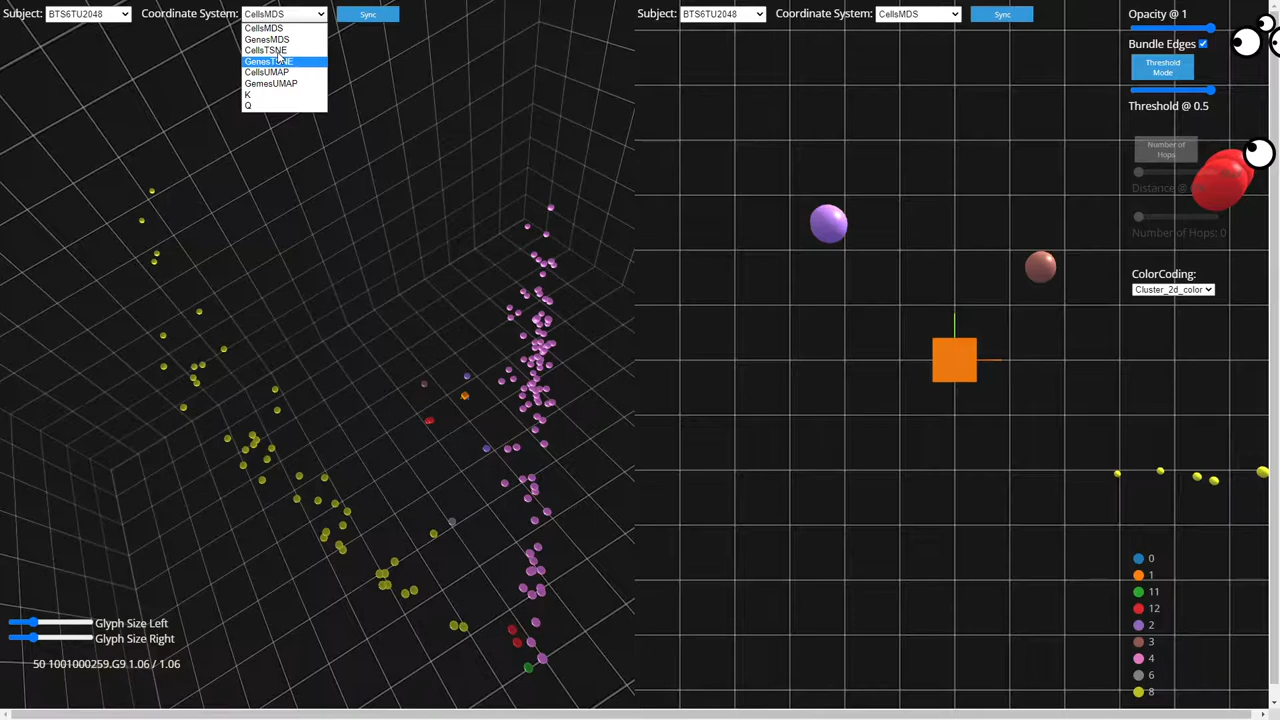 Subject: BTS6TU2048 Coordinate System: CellsMDS Sync
CellsMDS
GenesMDS
CellsTSNE
GenesTSNE
CellsUMAP
GemesUMAP
K
Q
Glyph Size Left
Glyph Size Right
50 1001000259.G9 1.06 / 1.06
Subject: BTS6TU2048 Coordinate System: CellsMDS Sync
Opacity @ 1
Bundle Edges
Threshold
Mode
Threshold @ 0.5
Number of
Hops
Distance @
Number of Hops: 0
ColorCoding:
Cluster_2d_color
0
1
11
12
2
3
4
6
8